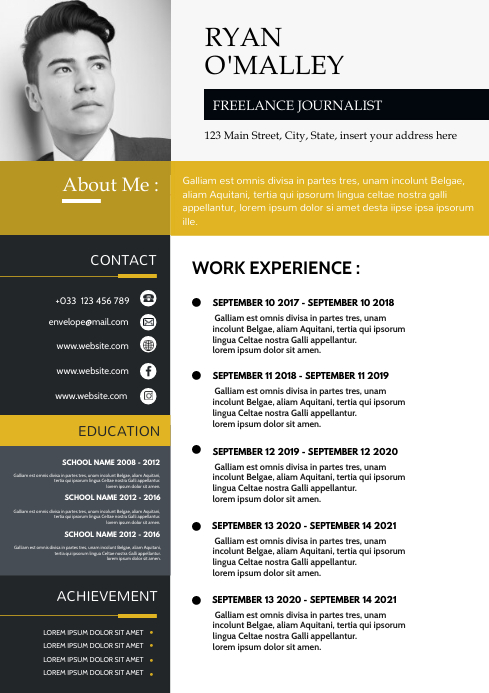 RYAN
O'MALLEY
FREELANCE JOURNALIST
123 Main Street, City, State, insert your address here
About Me :
Galliam est omnis divisa in partes tres, unam incolunt Belgae,
aliam Aquitani, tertia qui ipsorum lingua celtae nostra galli
appellantur, lorem ipsum dolor si amet desta iipse ipsa ipsum
ille.
CONTACT
+033 123 456 789
envelope@mail.com
www.website.com
www.website.com
www.website.com
EDUCATION
SCHOOL NAME 2008 - 2012
Galliam est omnis divisa in partes tres, unam incolunt Belgae, aliam Aquitani,
tertia qui ipsorum lingua Celtae nostra Galli appellantur.
lorem ipsum dolor sit amen.
SCHOOL NAME 2012 - 2016
Galliam est omnis divisa in partes tres, unam incolunt Belgae, aliam Aquitani,
tertia qui ipsorum lingua Celtae nostra Galli appellantur.
lorem ipsum dolor sit amen.
SCHOOL NAME 2012 - 2016
Galliam est omnis divisa in partes tres, unam incolunt Belgae, aliam Aquitani,
tertia qui ipsorum lingua Celtae nostra Galli appellantur.
lorem ipsum dolor sit amen.
ACHIEVEMENT
LOREM IPSUM DOLOR SIT AMET
LOREM IPSUM DOLOR SIT AMET
LOREM IPSUM DOLOR SIT AMET
LOREM IPSUM DOLOR SIT AMET
WORK EXPERIENCE :
SEPTEMBER 10 2017 - SEPTEMBER 10 2018
Galliam est omnis divisa in partes tres, unam
incolunt Belgae, aliam Aquitani, tertia qui ipsorum
lingua Celtae nostra Galli appellantur.
lorem ipsum dolor sit amen.
SEPTEMBER 11 2018 - SEPTEMBER 11 2019
Galliam est omnis divisa in partes tres, unam
incolunt Belgae, aliam Aquitani, tertia qui ipsorum
lingua Celtae nostra Galli appellantur.
lorem ipsum dolor sit amen.
SEPTEMBER 12 2019 - SEPTEMBER 12 2020
Galliam est omnis divisa in partes tres, unam
incolunt Belgae, aliam Aquitani, tertia qui ipsorum
lingua Celtae nostra Galli appellantur.
lorem ipsum dolor sit amen.
SEPTEMBER 13 2020 - SEPTEMBER 14 2021
Galliam est omnis divisa in partes tres, unam
incolunt Belgae, aliam Aquitani, tertia qui ipsorum
lingua Celtae nostra Galli appellantur.
lorem ipsum dolor sit amen.
SEPTEMBER 13 2020 - SEPTEMBER 14 2021
Galliam est omnis divisa in partes tres, unam
incolunt Belgae, aliam Aquitani, tertia qui ipsorum
lingua Celtae nostra Galli appellantur.
lorem ipsum dolor sit amen.